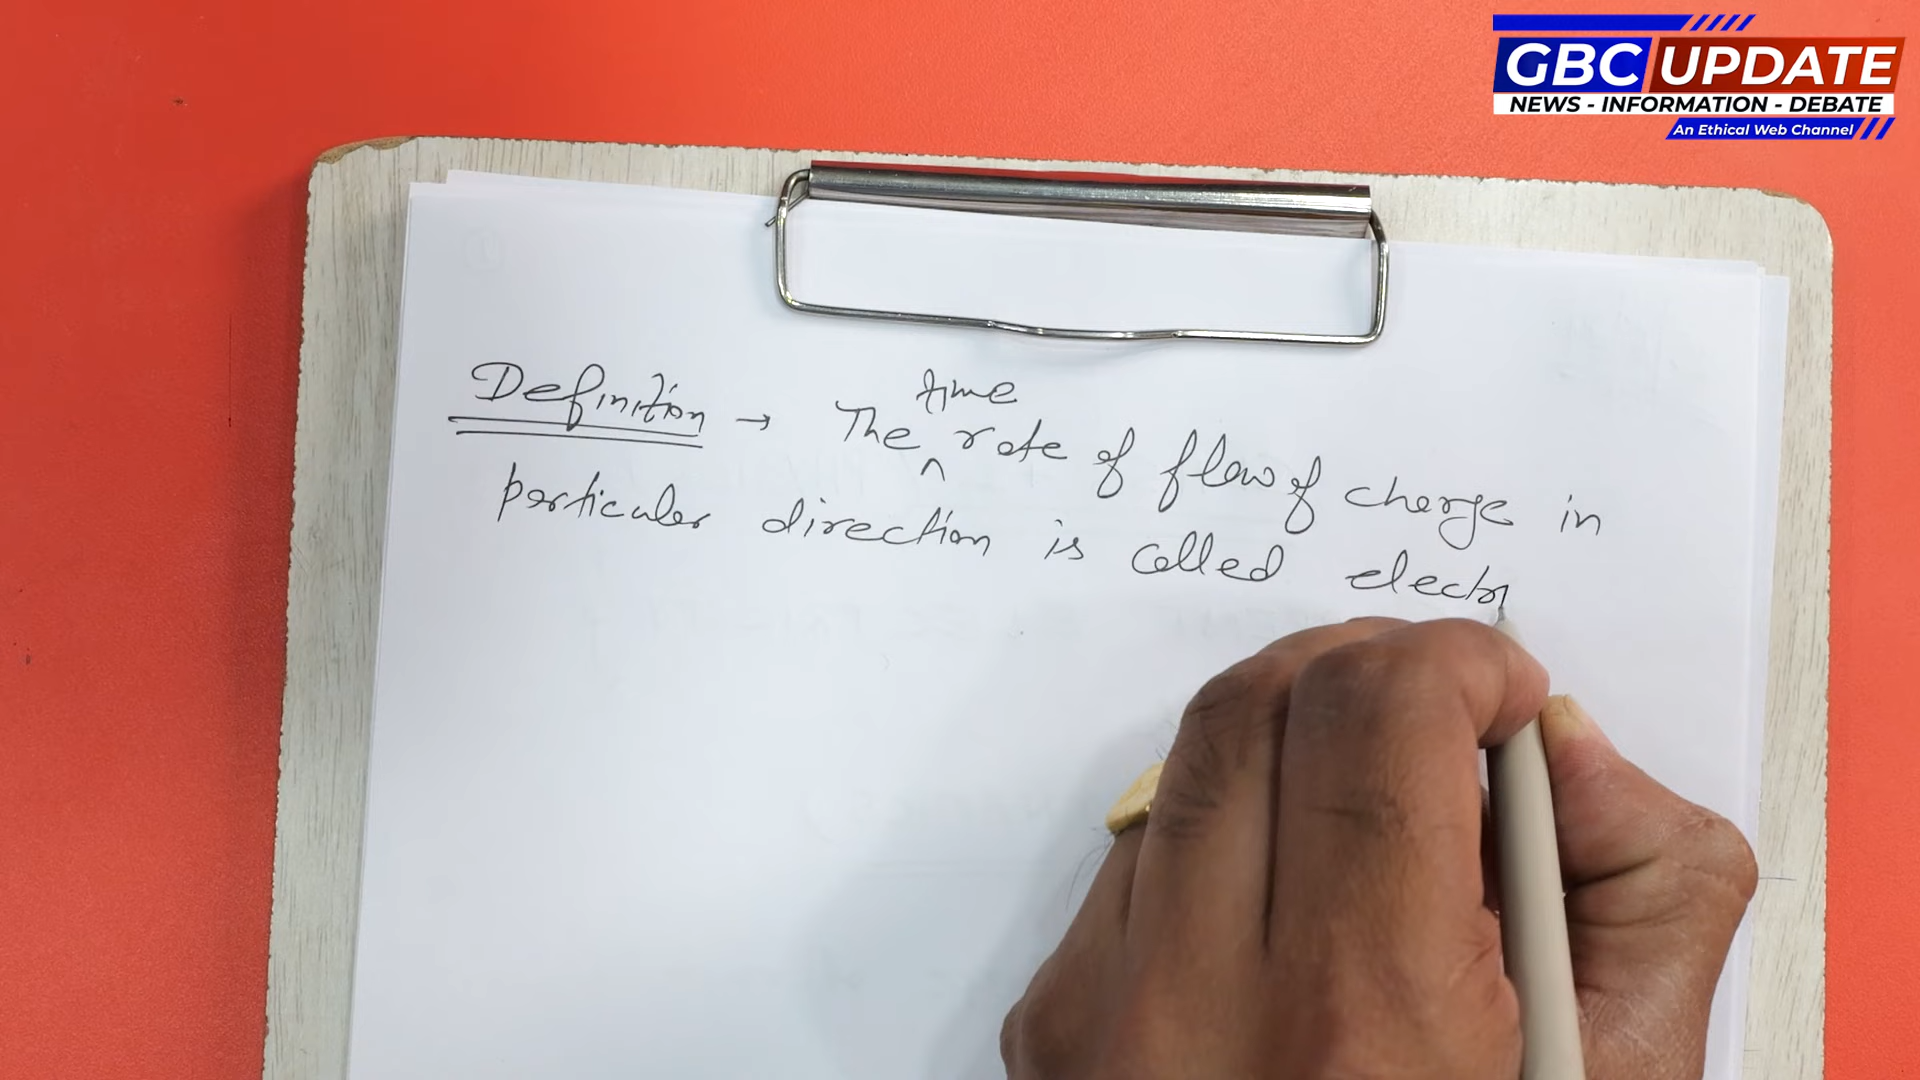 GBC UPDATE
NEWS - INFORMATION - DEBATE
An Ethical Web Channel
time
Definition → The ^ rate of flow of charge in
particular direction is called electr